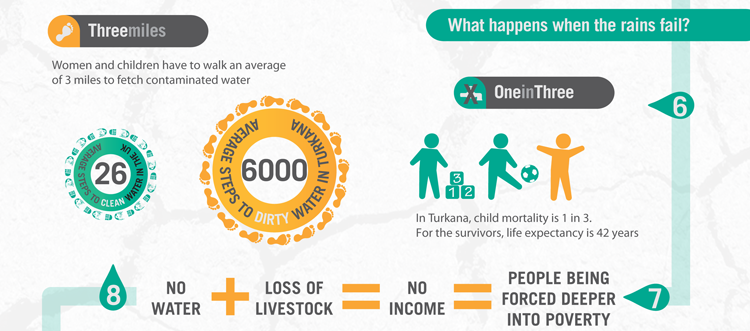 Threemiles
Women and children have to walk an average
of 3 miles to fetch contaminated water
AVERAGE STEPS TO CLEAN WATER IN THE UK
26
AVERAGE STEPS TO DIRTY WATER IN TURKANA
6000
What happens when the rains fail?
6
OneinThree
3
1 2
In Turkana, child mortality is 1 in 3.
For the survivors, life expectancy is 42 years
7
8
NO
WATER
+
LOSS OF
LIVESTOCK
=
NO
INCOME
=
PEOPLE BEING
FORCED DEEPER
INTO POVERTY